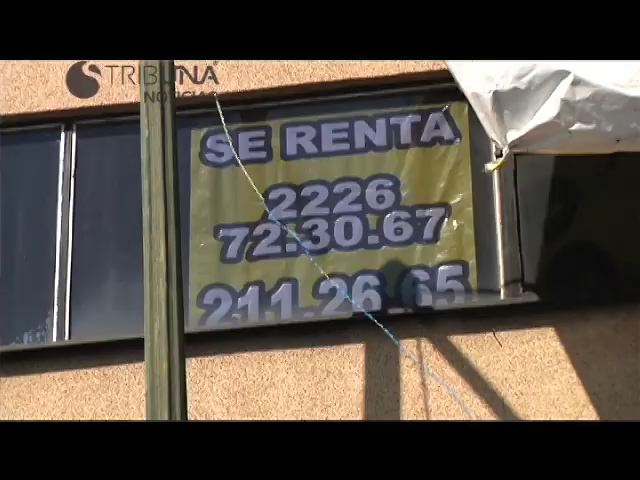 TRIBUNA
NOTICIAS
SE RENTA
2226
72.30.67
211.26 65